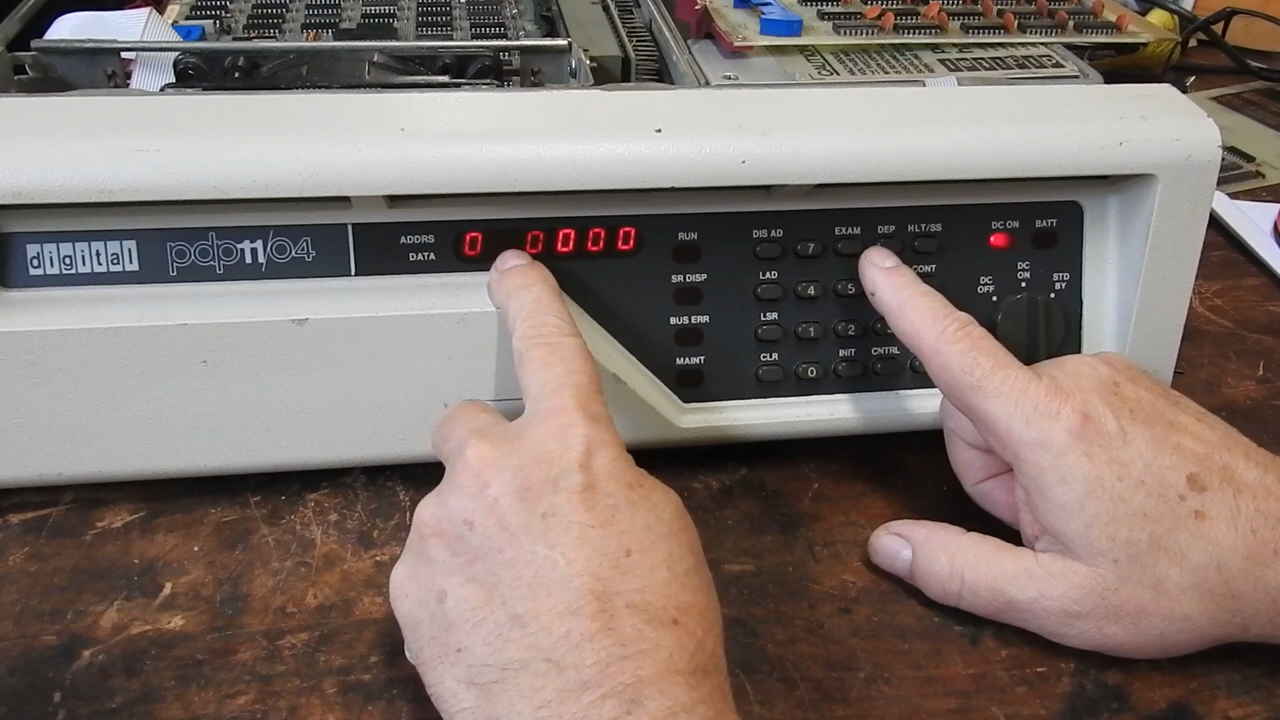 CAUTION
digital
digital
pdp11/04
ADDRS
DATA
0 0000
RUN
SR DISP
BUS ERR
MAINT
DIS AD 7 EXAM DEP HLT/SS
LAD 4 5 CONT
LSR 1 2
CLR 0 INIT CNTRL
DC ON BATT
DC OFF
DC ON
STD BY